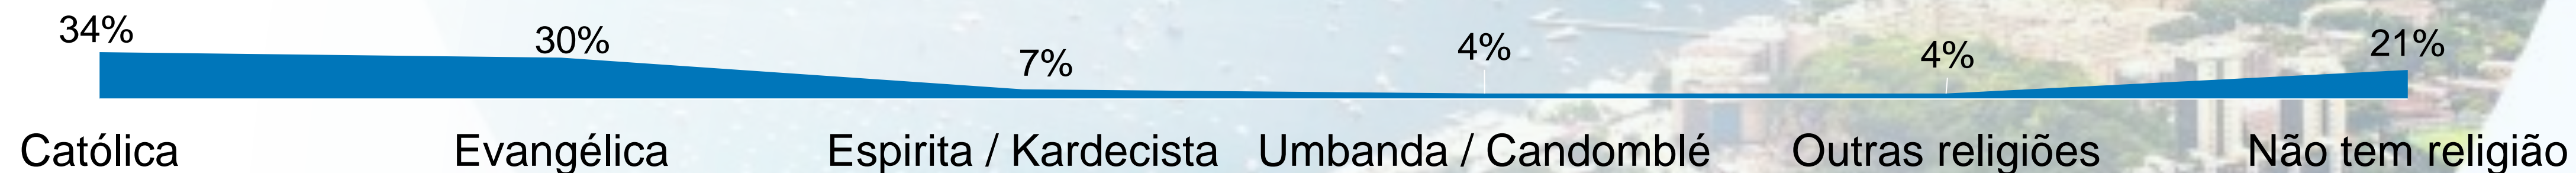 34% 30% 7% 4% 4% 21%
Católica Evangélica Espirita / Kardecista Umbanda / Candomblé Outras religiões Não tem religião